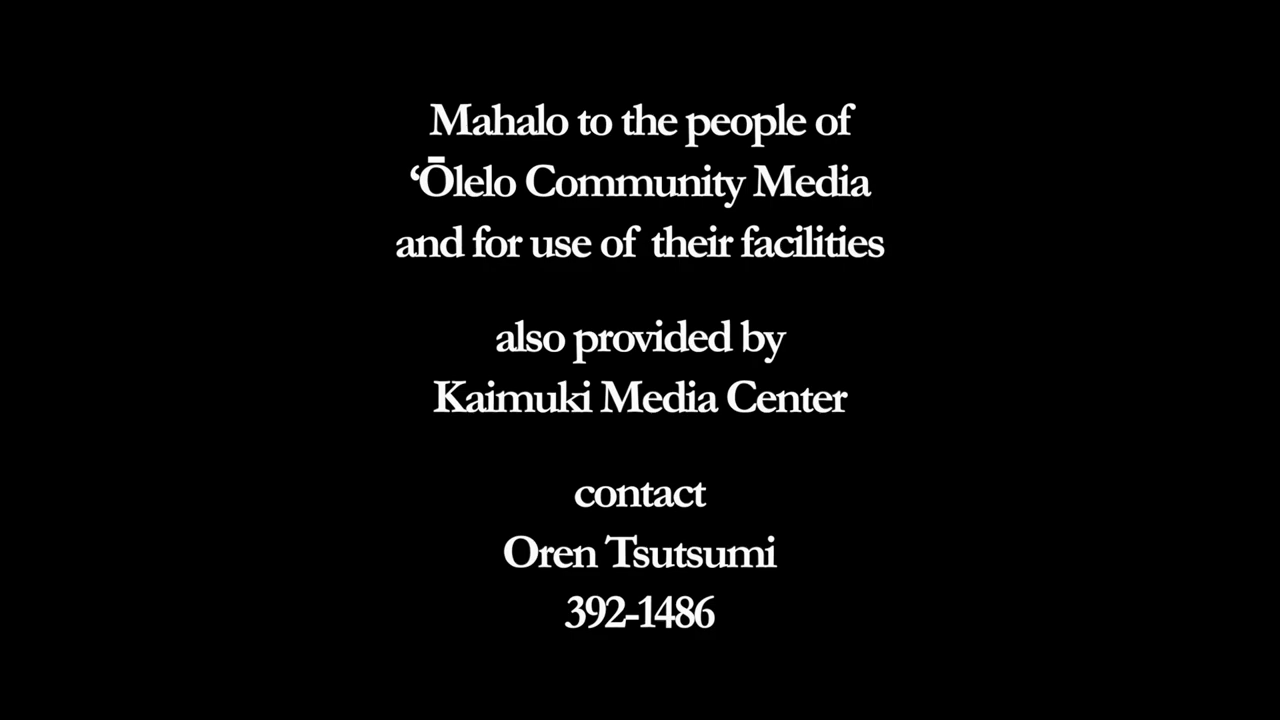 Mahalo to the people of
‘Ōlelo Community Media
and for use of their facilities
also provided by
Kaimuki Media Center
contact
Oren Tsutsumi
392-1486